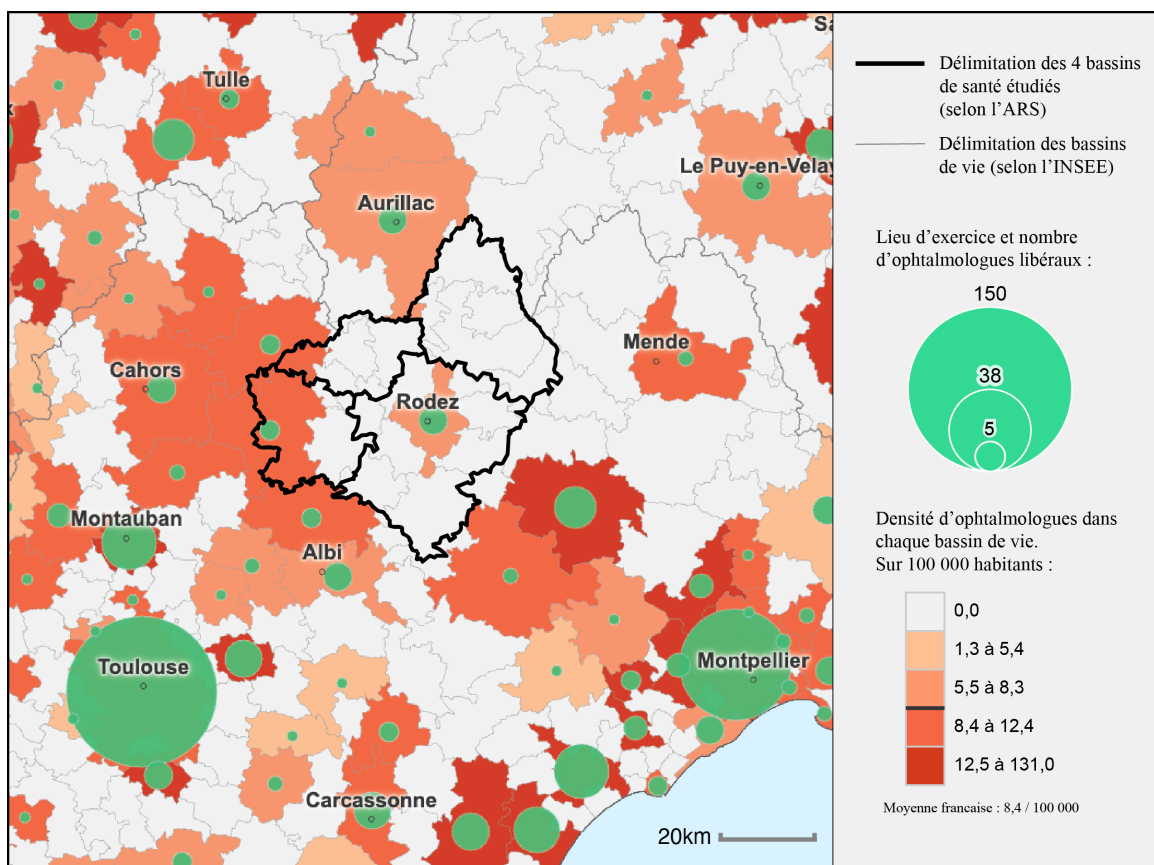 Sa
Tulle
x
Le Puy-en-Velay
Aurillac
Mende
Cahors
Rodez
Montauban
Albi
Toulouse
Montpellier
Carcassonne
20km
Délimitation des 4 bassins
de santé étudiés
(selon l'ARS)
Délimitation des bassins
de vie (selon l'INSEE)
Lieu d'exercice et nombre
d'ophtalmologues libéraux :
150
38
5
Densité d'ophtalmologues dans
chaque bassin de vie.
Sur 100 000 habitants :
0,0
1,3 à 5,4
5,5 à 8,3
8,4 à 12,4
12,5 à 131,0
Moyenne francaise : 8,4 / 100 000